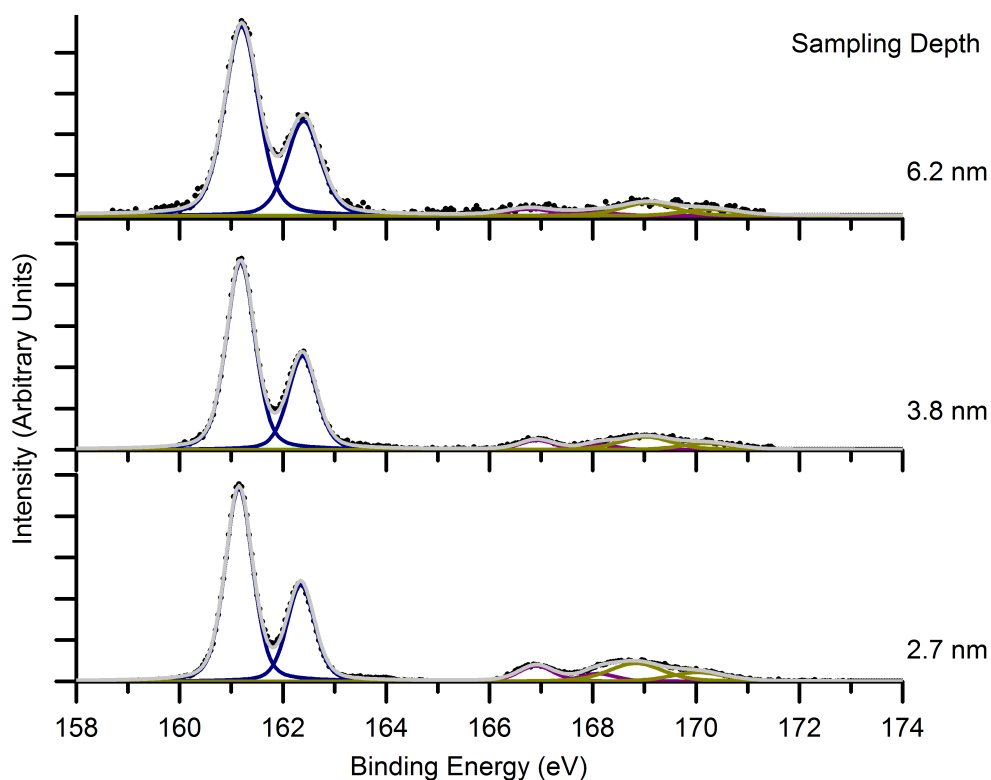 Sampling Depth
6.2 nm
3.8 nm
2.7 nm
Intensity (Arbitrary Units)
158 160 162 164 166 168 170 172 174
Binding Energy (eV)